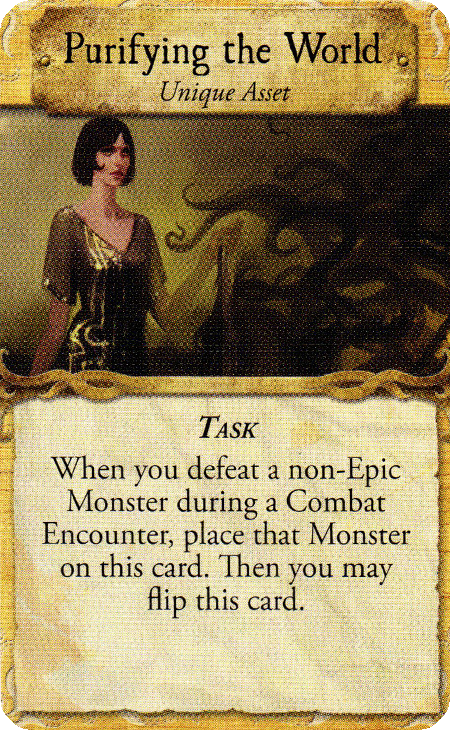 Purifying the World
Unique Asset
TASK
When you defeat a non-Epic
Monster during a Combat
Encounter, place that Monster
on this card. Then you may
flip this card.